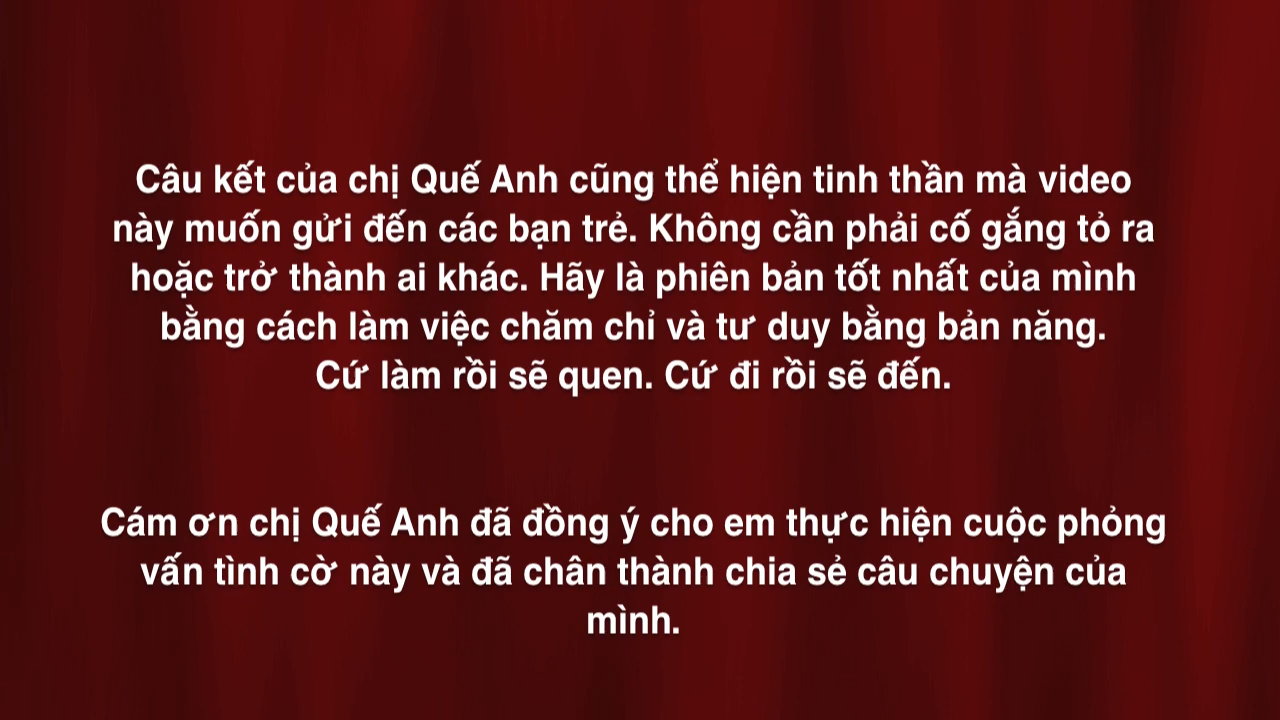 Câu kết của chị Quế Anh cũng thể hiện tinh thần mà video
này muốn gửi đến các bạn trẻ. Không cần phải cố gắng tỏ ra
hoặc trở thành ai khác. Hãy là phiên bản tốt nhất của mình
bằng cách làm việc chăm chỉ và tư duy bằng bản năng.
Cứ làm rồi sẽ quen. Cứ đi rồi sẽ đến.
Cám ơn chị Quế Anh đã đồng ý cho em thực hiện cuộc phỏng
vấn tình cờ này và đã chân thành chia sẻ câu chuyện của
mình.